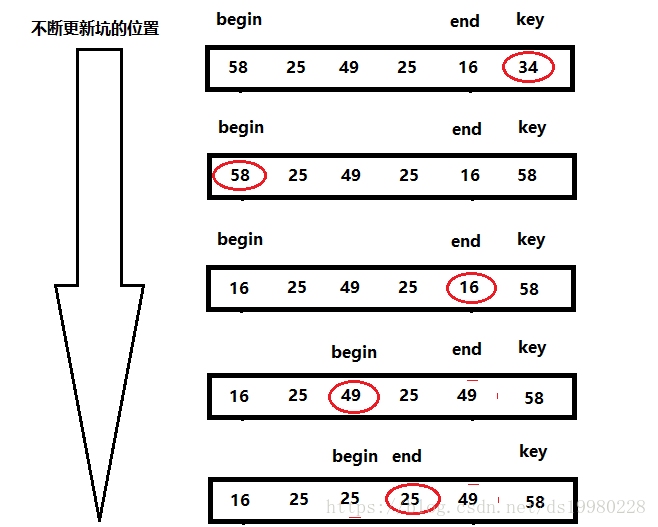 不断更新坑的位置
begin end key
58 25 49 25 16 34
begin end key
58 25 49 25 16 58
begin end key
16 25 49 25 16 58
begin end key
16 25 49 25 49 58
begin end key
16 25 25 25 49 58
https://blog.csdn.net/ds19980228